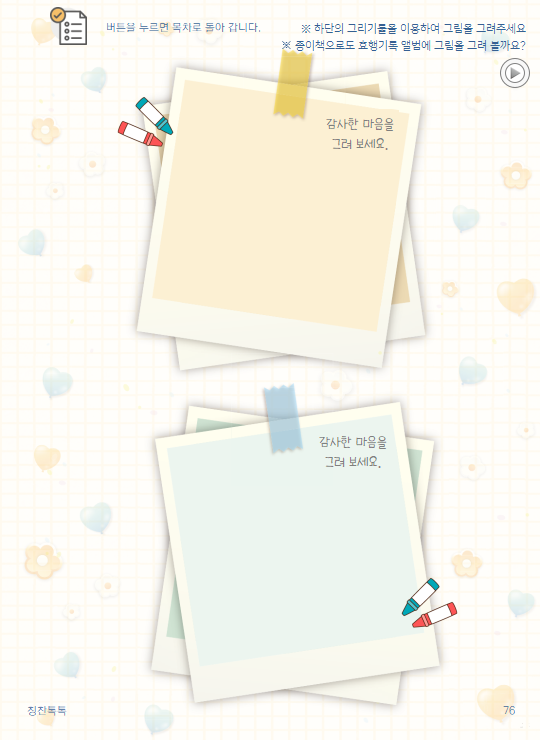 버튼을 누르면 목차로 돌아 갑니다.
※ 하단의 그리기툴을 이용하여 그림을 그려주세요
※ 종이책으로도 효행기록 앨범에 그림을 그려 볼까요?
감사한 마음을
그려 보세요.
감사한 마음을
그려 보세요.
칭찬톡톡
76